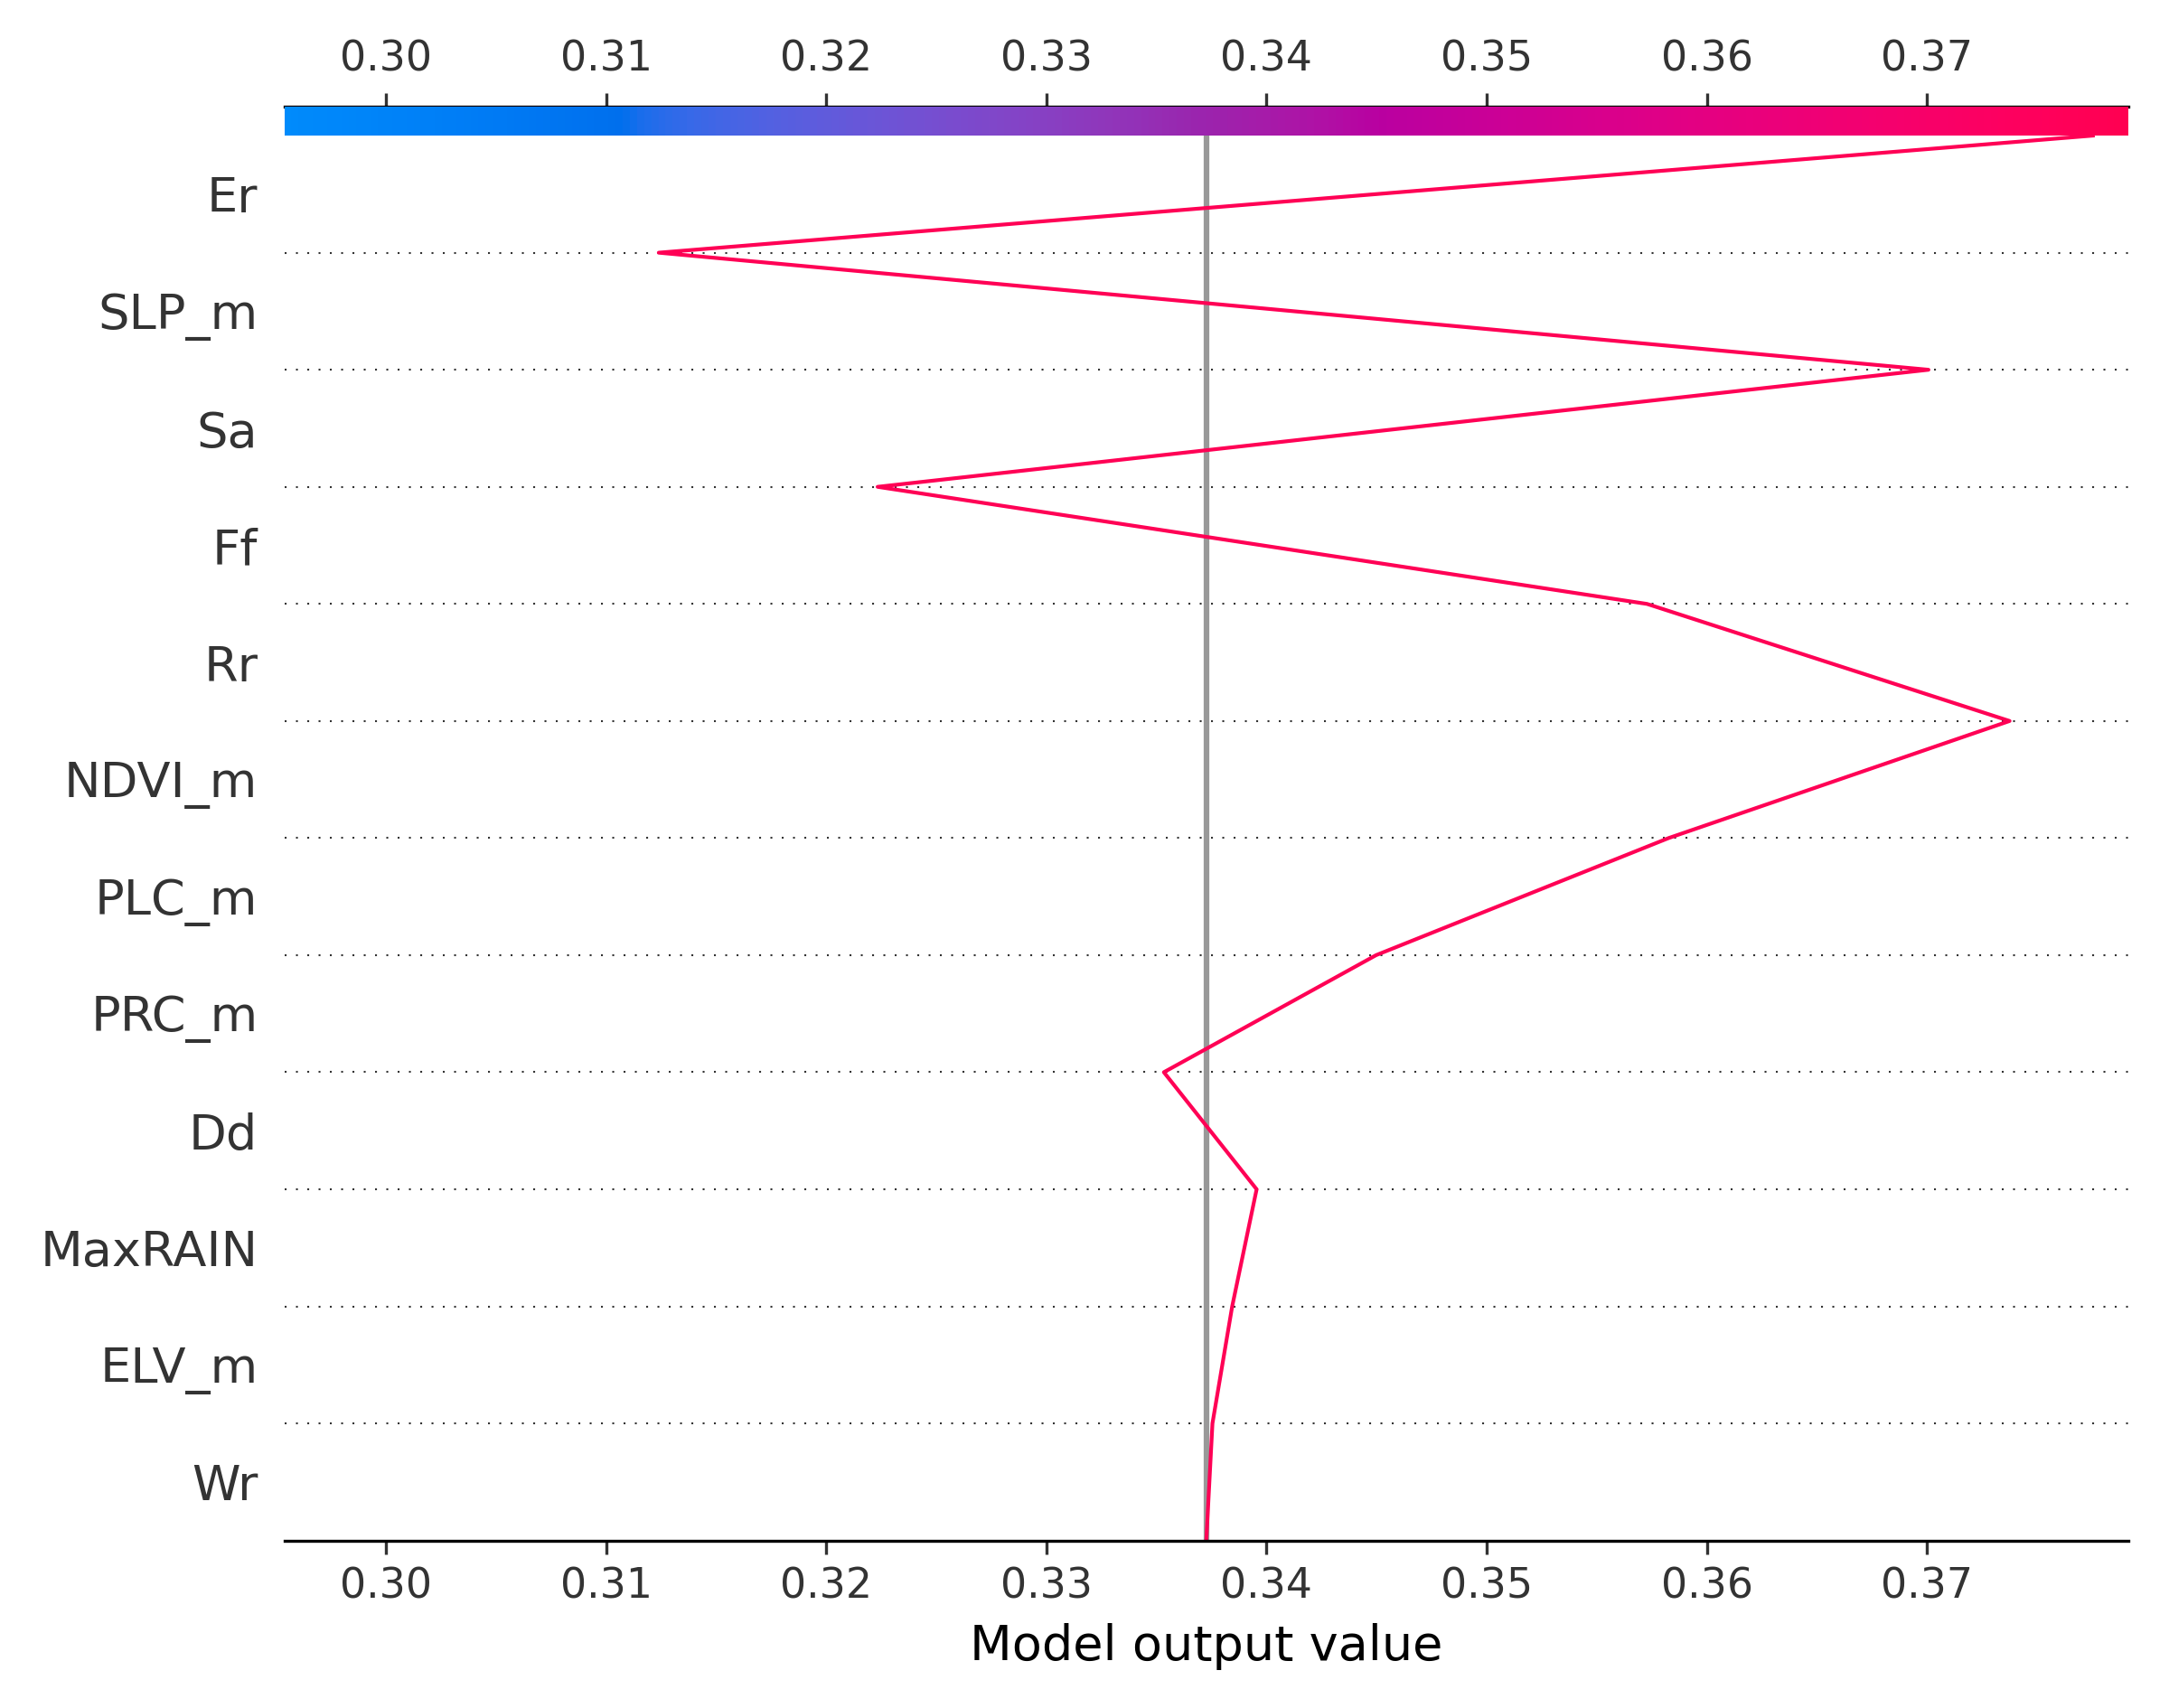 0.30 0.31 0.32 0.33 0.34 0.35 0.36 0.37
Er
SLP_m
Sa
Ff
Rr
NDVI_m
PLC_m
PRC_m
Dd
MaxRAIN
ELV_m
Wr
0.30 0.31 0.32 0.33 0.34 0.35 0.36 0.37
Model output value